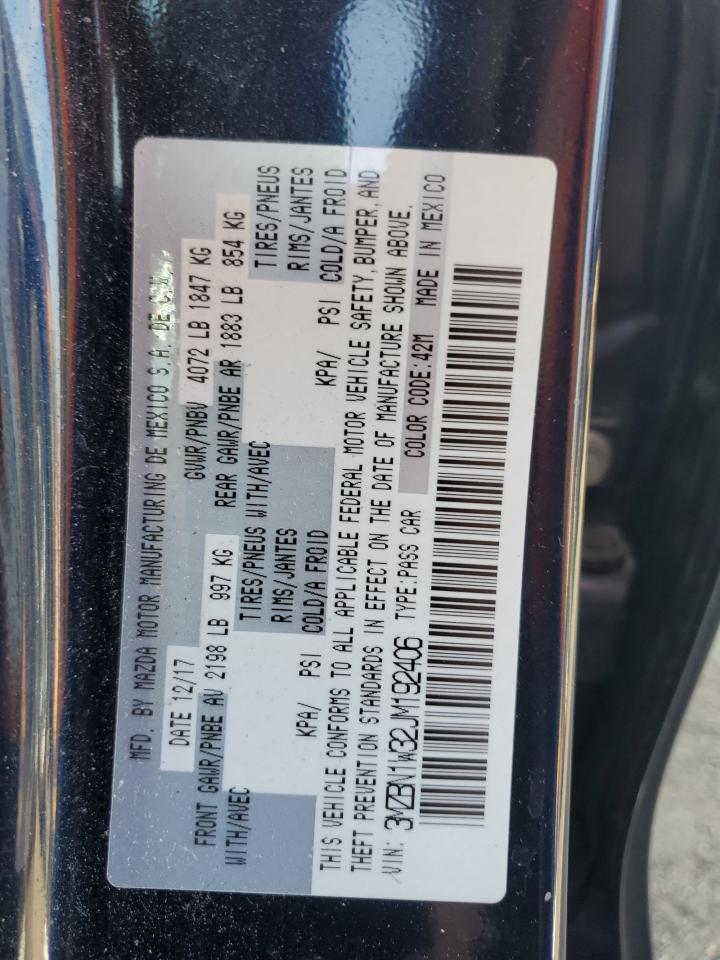 MFD. BY MAZDA MOTOR MANUFACTURING DE MEXICO S.A. DE C.V.
DATE 12/17 GVWR/PNBV 4072 LB 1847 KG
FRONT GAWR/PNBE AV 2198 LB 997 KG REAR GAWR/PNBE AR 1883 LB 854 KG
WITH/AVEC TIRES/PNEUS WITH/AVEC TIRES/PNEUS
RIMS/JANTES RIMS/JANTES
KPA/ PSI COLD/A FROID KPA/ PSI COLD/A FROID
THIS VEHICLE CONFORMS TO ALL APPLICABLE FEDERAL MOTOR VEHICLE SAFETY, BUMPER, AND
THEFT PREVENTION STANDARDS IN EFFECT ON THE DATE OF MANUFACTURE SHOWN ABOVE.
VIN: 3MZBN1W32JM192406 TYPE:PASS CAR COLOR CODE:42M MADE IN MEXICO